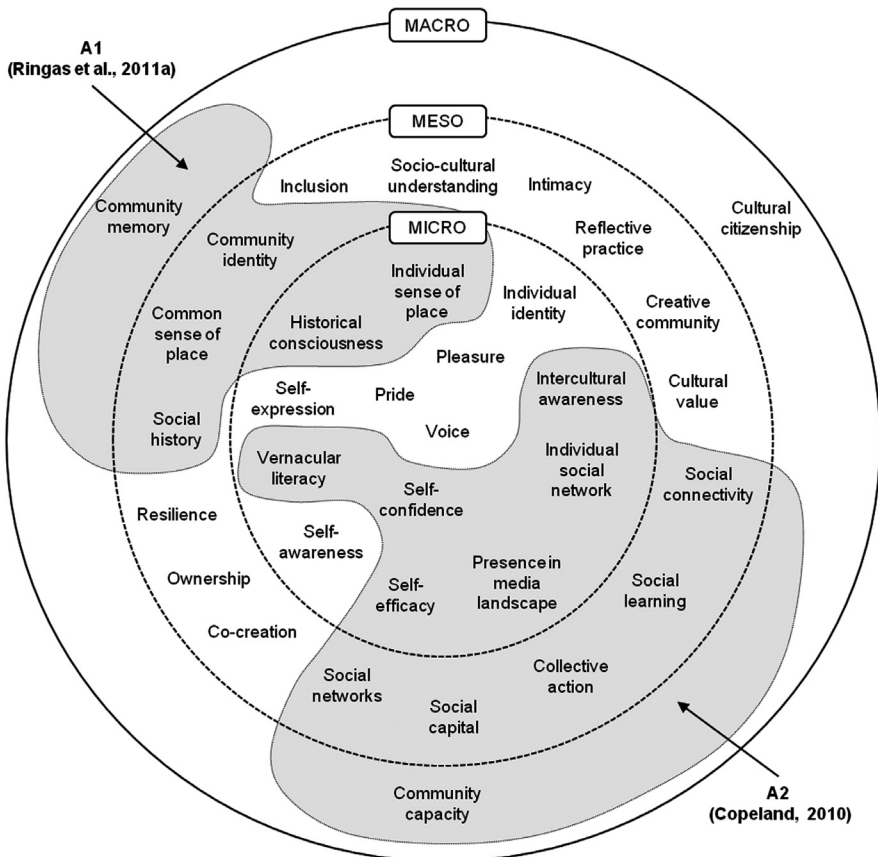 MACRO
A1
(Ringas et al., 2011a)
MESO
Socio-cultural
understanding
Inclusion
Intimacy
Community
memory
Cultural
citizenship
MICRO
Reflective
practice
Community
identity
Individual
sense of
place
Individual
identity
Common
sense of
place
Historical
consciousness
Creative
community
Pleasure
Self-
expression
Pride
Intercultural
awareness
Cultural
value
Social
history
Voice
Vernacular
literacy
Individual
social
network
Social
connectivity
Self-
confidence
Resilience
Self-
awareness
Ownership
Self-
efficacy
Presence in
media
landscape
Social
learning
Co-creation
Social
networks
Collective
action
Social
capital
Community
capacity
A2
(Copeland, 2010)